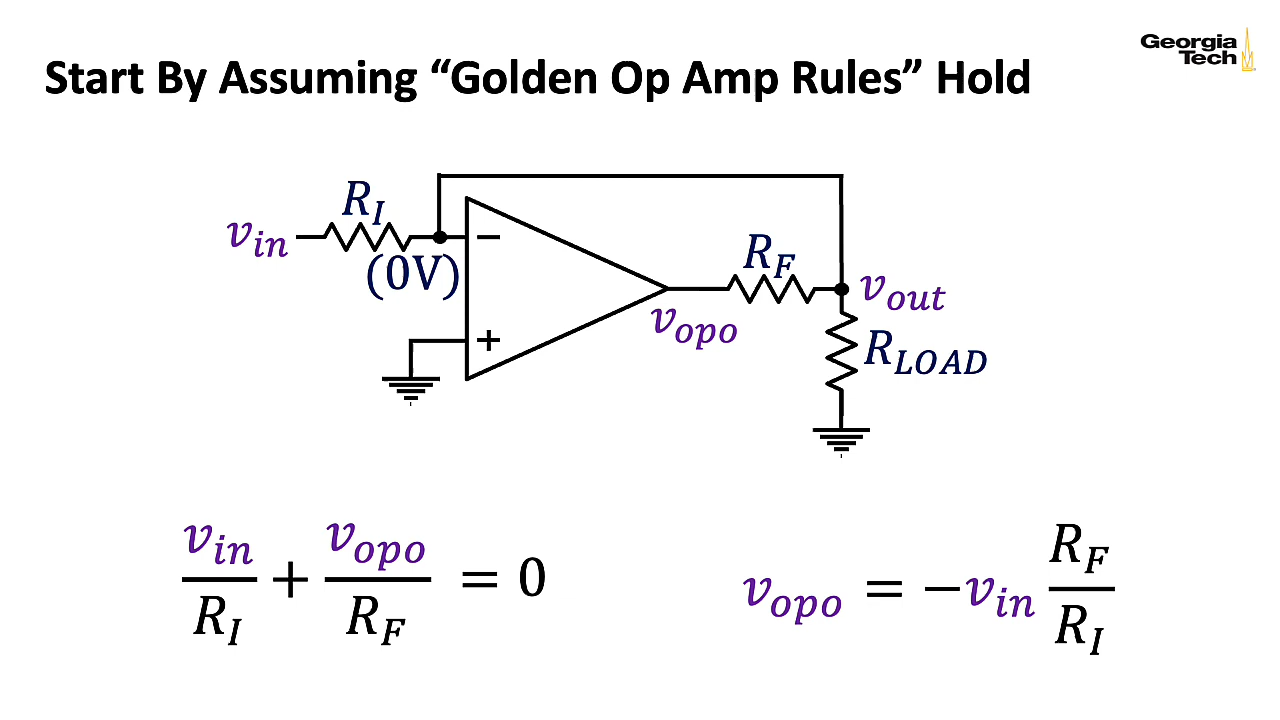 Georgia
Tech
Start By Assuming “Golden Op Amp Rules” Hold
R_I
v_in
(0V)
−
+
R_F
v_opo
v_out
R_LOAD
v_in/R_I + v_opo/R_F = 0
v_opo = −v_in R_F/R_I